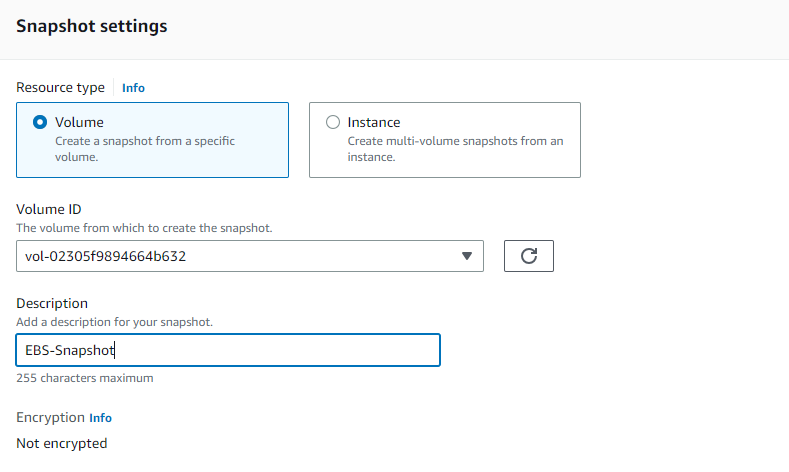 Snapshot settings
Resource type Info
Volume
Create a snapshot from a specific
volume.
Instance
Create multi-volume snapshots from an
instance.
Volume ID
The volume from which to create the snapshot.
vol-02305f9894664b632
Description
Add a description for your snapshot.
EBS-Snapshot
255 characters maximum
Encryption Info
Not encrypted